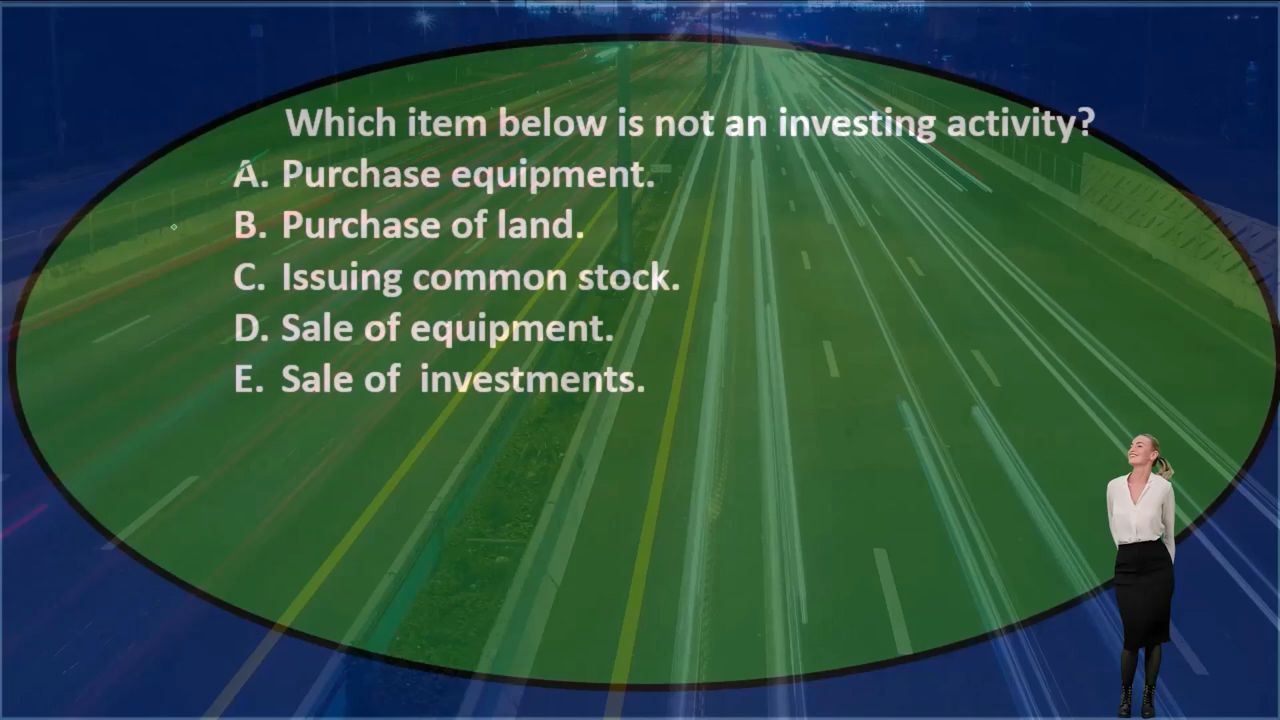 Which item below is not an investing activity?
A. Purchase equipment.
B. Purchase of land.
C. Issuing common stock.
D. Sale of equipment.
E. Sale of investments.